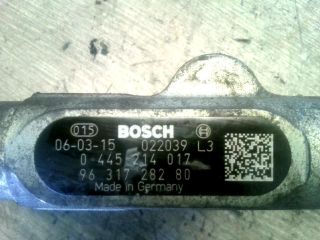 015 BOSCH
06-03-15 022039 L3
0 445 214 017
96 317 282 80
Made in Germany